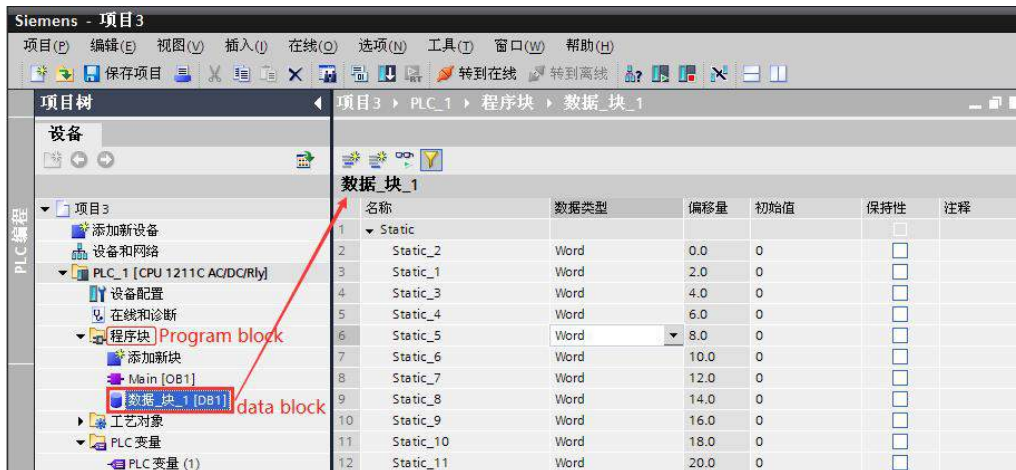 Siemens - 项目3
项目(P) 编辑(E) 视图(V) 插入(I) 在线(O) 选项(N) 工具(T) 窗口(W) 帮助(H)
保存项目 转到在线 转到离线
项目树
项目3 ▸ PLC_1 ▸ 程序块 ▸ 数据_块_1
设备
PLC 编程
数据_块_1
名称 数据类型 偏移量 初始值 保持性 注释
项目3
添加新设备
设备和网络
PLC_1 [CPU 1211C AC/DC/Rly]
设备配置
在线和诊断
程序块 Program block
添加新块
Main [OB1]
数据_块_1 [DB1] data block
工艺对象
PLC 变量
PLC 变量 (1)
1 Static
2 Static_2 Word 0.0 0
3 Static_1 Word 2.0 0
4 Static_3 Word 4.0 0
5 Static_4 Word 6.0 0
6 Static_5 Word 8.0 0
7 Static_6 Word 10.0 0
8 Static_7 Word 12.0 0
9 Static_8 Word 14.0 0
10 Static_9 Word 16.0 0
11 Static_10 Word 18.0 0
12 Static_11 Word 20.0 0